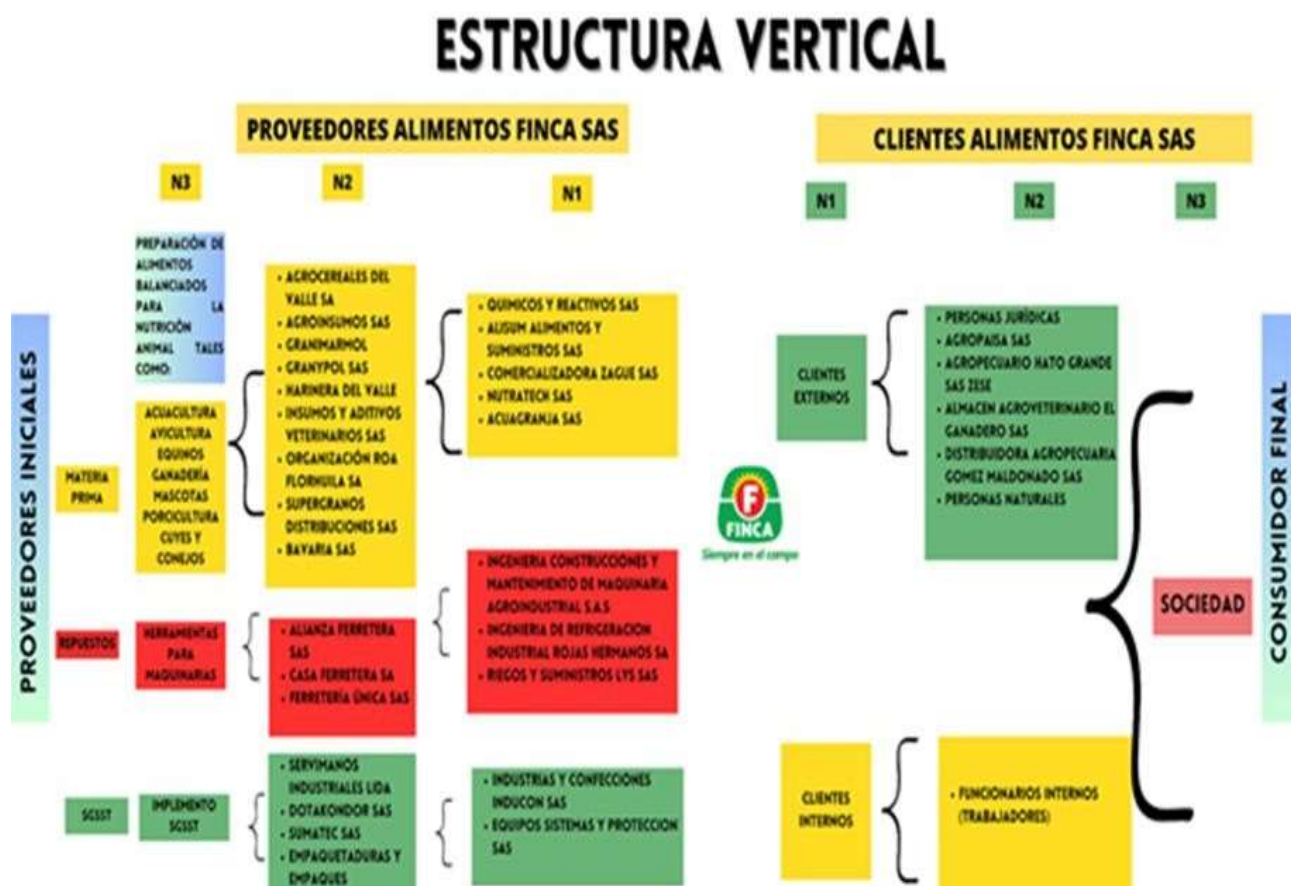 ESTRUCTURA VERTICAL
PROVEEDORES ALIMENTOS FINCA SAS
CLIENTES ALIMENTOS FINCA SAS
N3
N2
N1
N1
N2
N3
PROVEEDORES INICIALES
PREPARACIÓN DE
ALIMENTOS
BALANCIADOS
PARA LA
NUTRICIÓN
ANIMAL TALES
COMO:
MATERIA
PRIMA
ACUACULTURA
AVICULTURA
EQUINOS
GANADERÍA
MASCOTAS
PORCICULTURA
CUYES Y
CONEJOS
• AGROCEREALES DEL
VALLE SA
• AGROINSUMOS SAS
• GRANIMARMOL
• GRANYPOL SAS
• HARINERA DEL VALLE
• INSUMOS Y ADITIVOS
VETERINARIOS SAS
• ORGANIZACIÓN ROA
FLORHUILA SA
• SUPERGRANOS
DISTRIBUCIONES SAS
• BAVARIA SAS
• QUIMICOS Y REACTIVOS SAS
• ALISUM ALIMENTOS Y
SUMINISTROS SAS
• COMERCIALIZADORA ZAGUE SAS
• NUTRATECH SAS
• ACUAGRANJA SAS
REPUESTOS
HERRAMIENTAS
PARA
MAQUINARIAS
• ALIANZA FERRETERA
SAS
• CASA FERRETERA SA
• FERRETERÍA ÚNICA SAS
• INGENIERIA CONSTRUCCIONES Y
MANTENIMIENTO DE MAQUINARIA
AGROINDUSTRIAL S.A.S
• INGENIERIA DE REFRIGERACION
INDUSTRIAL ROJAS HERMANOS SA
• RIEGOS Y SUMINISTROS LYS SAS
SGSST
IMPLEMENTO
SGSST
• SERVIMANOS
INDUSTRIALES LIDA
• DOTAKONDOR SAS
• SUMATEC SAS
• EMPAQUETADURAS Y
EMPAQUES
• INDUSTRIAS Y CONFECCIONES
INDUCON SAS
• EQUIPOS SISTEMAS Y PROTECCION
SAS
F
FINCA
Siempre en el campo
CLIENTES
EXTERNOS
• PERSONAS JURÍDICAS
• AGROPAISA SAS
• AGROPECUARIO HATO GRANDE
SAS ZESE
• ALMACEN AGROVETERINARIO EL
GANADERO SAS
• DISTRIBUIDORA AGROPECUARIA
GOMEZ MALDONADO SAS
• PERSONAS NATURALES
CLIENTES
INTERNOS
• FUNCIONARIOS INTERNOS
(TRABAJADORES)
SOCIEDAD
CONSUMIDOR FINAL